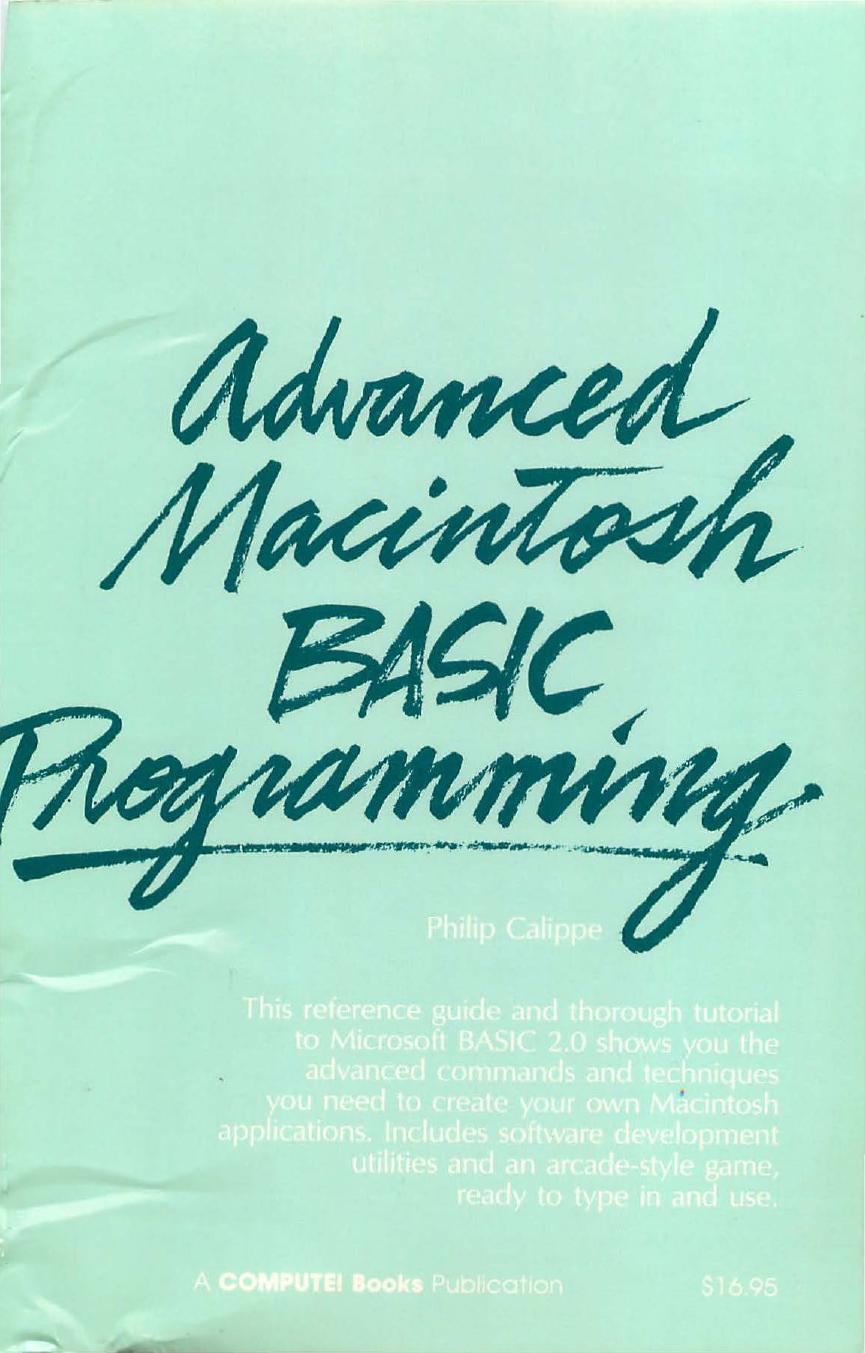 Advanced
Macintosh
BASIC
Programming
Philip Calippe
This reference guide and thorough tutorial
to Microsoft BASIC 2.0 shows you the
advanced commands and techniques
you need to create your own Macintosh
applications. Includes software development
utilities and an arcade-style game,
ready to type in and use.
A COMPUTE! Books Publication $16.95